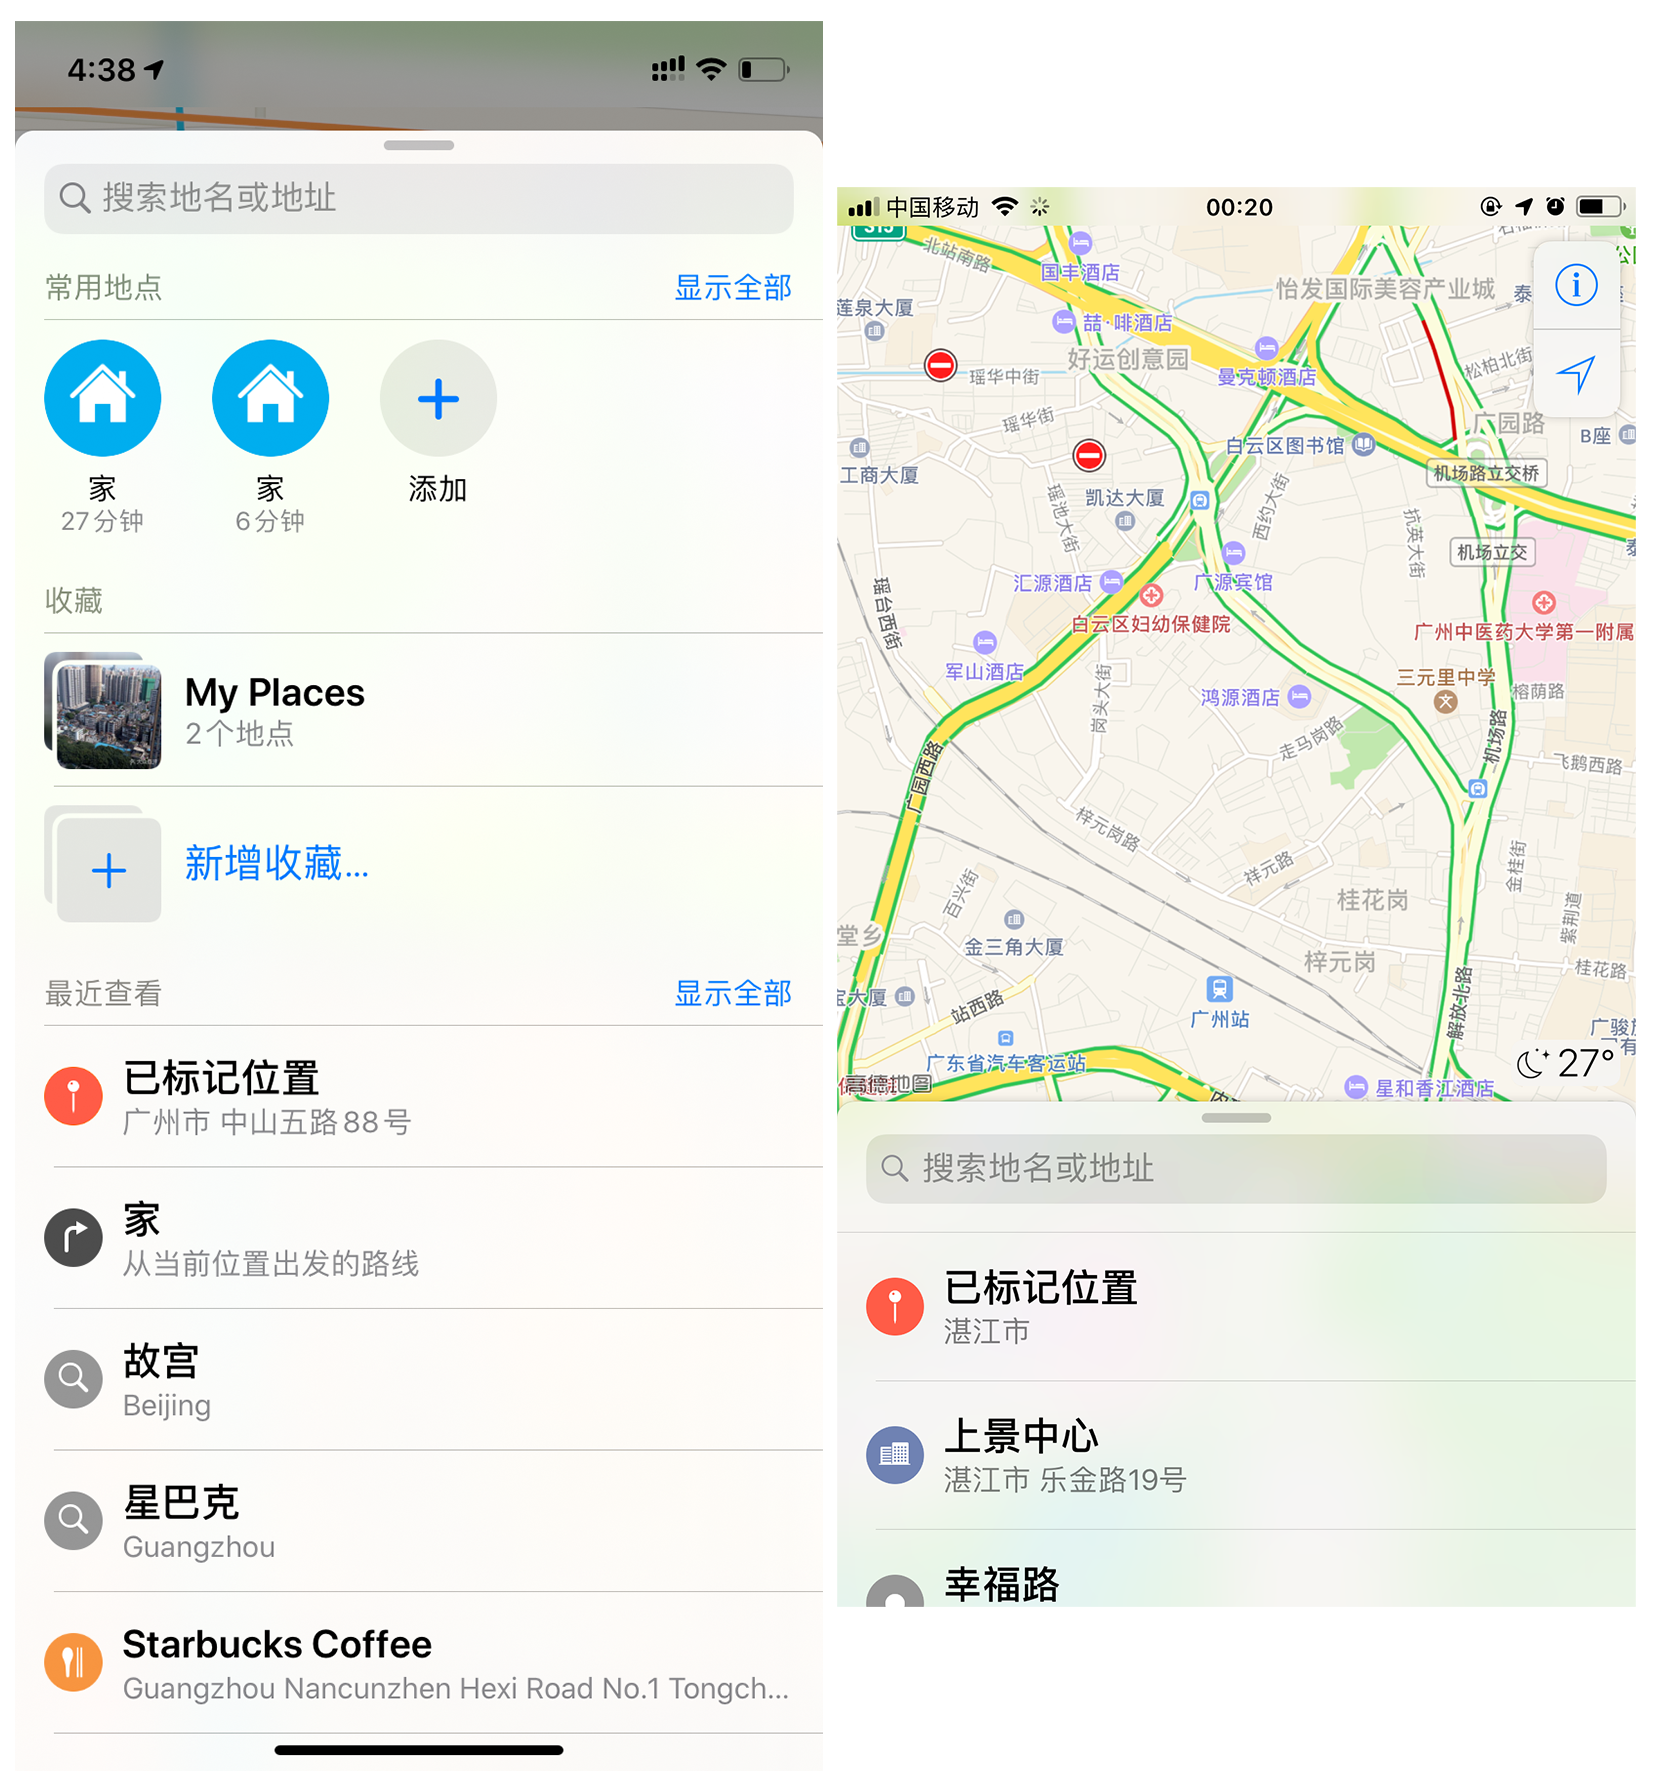 4:38
搜索地名或地址
常用地点
显示全部
家
27分钟
家
6分钟
添加
收藏
My Places
2个地点
新增收藏...
最近查看
显示全部
已标记位置
广州市 中山五路88号
家
从当前位置出发的路线
故宫
Beijing
星巴克
Guangzhou
Starbucks Coffee
Guangzhou Nancunzhen Hexi Road No.1 Tongch...
中国移动
00:20
北站南路
国丰酒店
怡发国际美容产业城
泰
莲泉大厦
喆·啡酒店
好运创意园
曼克顿酒店
松柏北街
瑶华中街
瑶华街
广园路
B座
白云区图书馆
工商大厦
机场路立交桥
凯达大厦
瑶池大街
西约大街
抗英大街
机场立交
汇源酒店
广源宾馆
瑶台西街
白云区妇幼保健院
广州中医药大学第一附属
军山酒店
三元里中学
鸿源酒店
榕荫路
岗头大街
走马岗路
机场路
广园西路
飞鹅西路
梓元岗路
祥元路
金桂街
百兴街
桂花岗
紫荆道
堂乡
金三角大厦
梓元岗
桂花路
宝大厦
站西路
广州站
解放北路
广东省汽车客运站
27°
高德地图
星和香江酒店
搜索地名或地址
已标记位置
湛江市
上景中心
湛江市 乐金路19号
幸福路